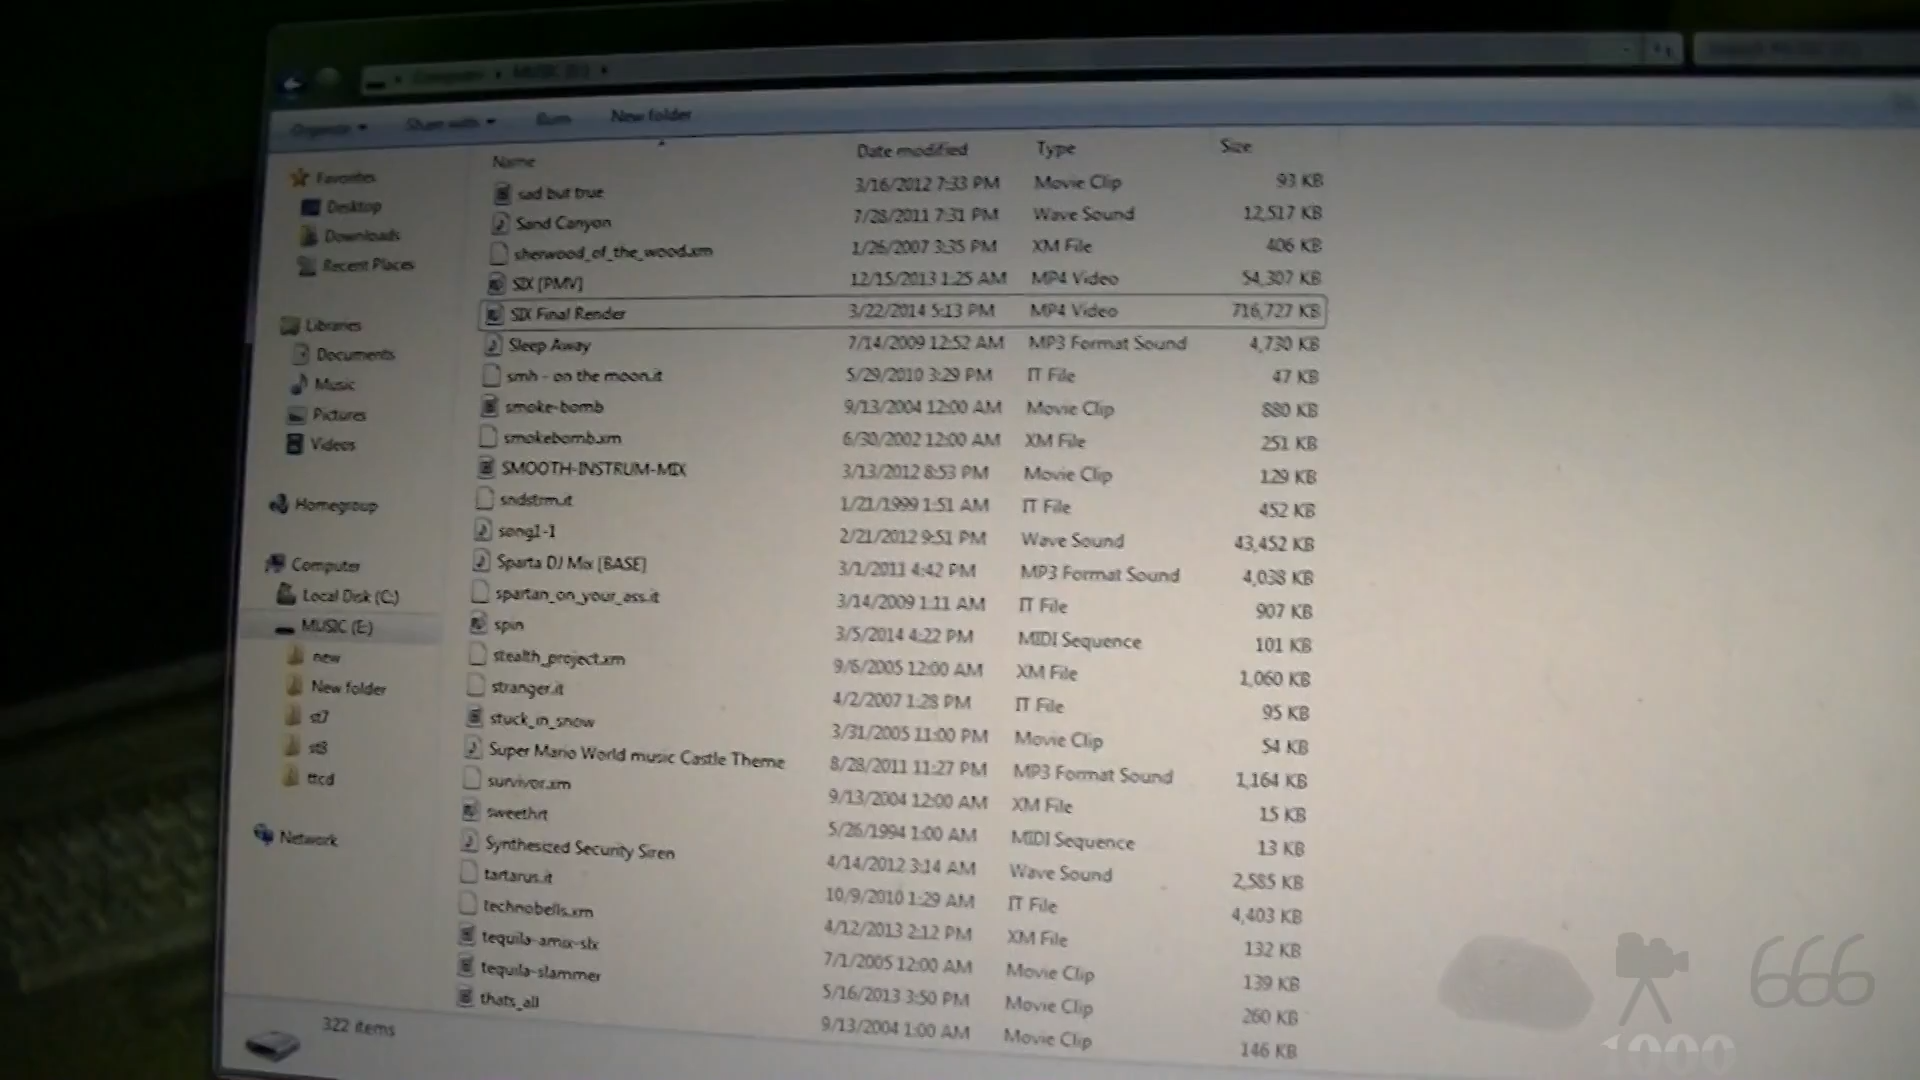 Computer MUSIC (E:)
Organize Share with Burn New folder
Name Date modified Type Size
Favorites
Desktop
Downloads
Recent Places
Libraries
Documents
Music
Pictures
Videos
Homegroup
Computer
Local Disk (C:)
MUSIC (E:)
new
New folder
st7
st8
ttcd
Network
sad but true 3/16/2012 7:33 PM Movie Clip 93 KB
Sand Canyon 7/28/2011 7:31 PM Wave Sound 12,517 KB
sherwood_of_the_wood.xm 1/26/2007 3:35 PM XM File 406 KB
SIX [PMV] 12/15/2013 1:25 AM MP4 Video 54,307 KB
SIX Final Render 3/22/2014 5:13 PM MP4 Video 716,727 KB
Sleep Away 7/14/2009 12:52 AM MP3 Format Sound 4,730 KB
smh - on the moon.it 5/29/2010 3:29 PM IT File 47 KB
smoke-bomb 9/13/2004 12:00 AM Movie Clip 880 KB
smokebomb.xm 6/30/2002 12:00 AM XM File 251 KB
SMOOTH-INSTRUM-MIX 3/13/2012 8:53 PM Movie Clip 129 KB
sndstrm.it 1/21/1999 1:51 AM IT File 452 KB
song1-1 2/21/2012 9:51 PM Wave Sound 43,452 KB
Sparta DJ Mix [BASE] 3/1/2011 4:42 PM MP3 Format Sound 4,038 KB
spartan_on_your_ass.it 3/14/2009 1:11 AM IT File 907 KB
spin 3/5/2014 4:22 PM MIDI Sequence 101 KB
stealth_project.xm 9/6/2005 12:00 AM XM File 1,060 KB
stranger.it 4/2/2007 1:28 PM IT File 95 KB
stuck_in_snow 3/31/2005 11:00 PM Movie Clip 54 KB
Super Mario World music Castle Theme 8/28/2011 11:27 PM MP3 Format Sound 1,164 KB
survivor.xm 9/13/2004 12:00 AM XM File 15 KB
sweethrt 5/26/1994 1:00 AM MIDI Sequence 13 KB
Synthesized Security Siren 4/14/2012 3:14 AM Wave Sound 2,585 KB
tartarus.it 10/9/2010 1:29 AM IT File 4,403 KB
technobells.xm 4/12/2013 2:12 PM XM File 132 KB
tequila-amix-slx 7/1/2005 12:00 AM Movie Clip 139 KB
tequila-slammer 5/16/2013 3:50 PM Movie Clip 260 KB
thats_all 9/13/2004 1:00 AM Movie Clip 146 KB
322 items
666
1000